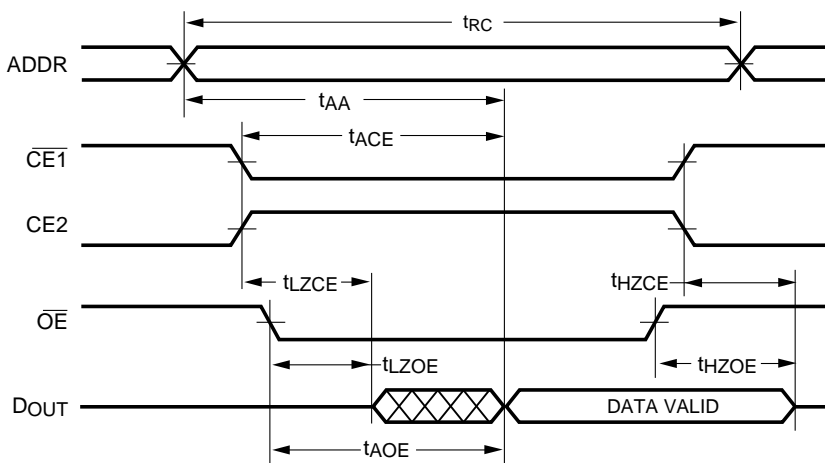 tRC
ADDR
tAA
tACE
CE1
CE2
tLZCE
tHZCE
OE
tLZOE
tHZOE
DOUT
DATA VALID
tAOE